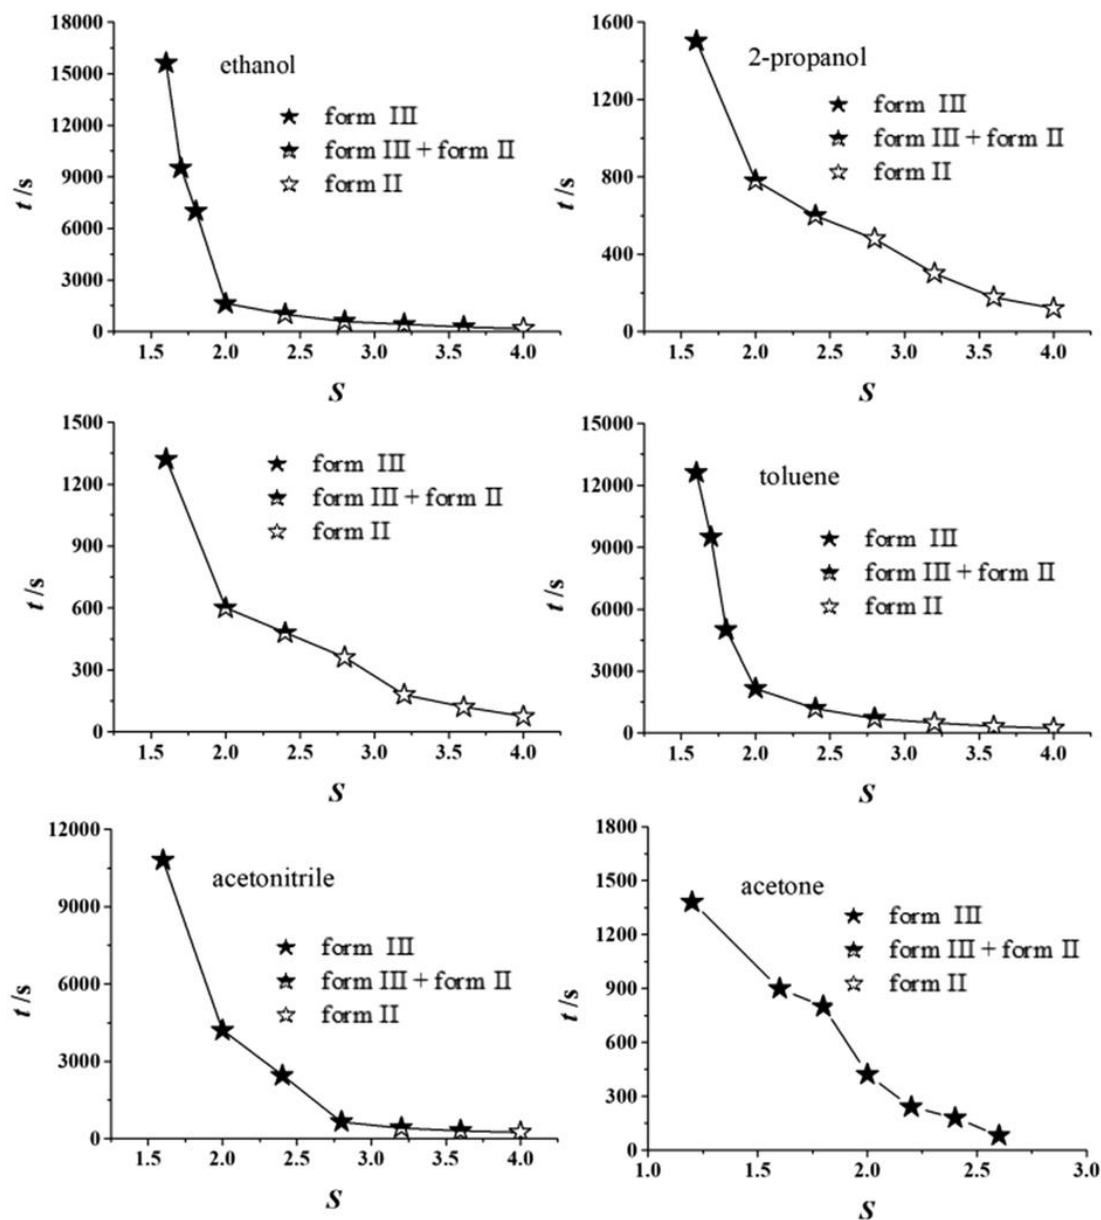 18000
15000
12000
9000
6000
3000
0
t /s
ethanol
★ form III
form III + form II
☆ form II
1.5 2.0 2.5 3.0 3.5 4.0
S
1600
1200
800
400
0
t /s
2-propanol
★ form III
form III + form II
☆ form II
1.5 2.0 2.5 3.0 3.5 4.0
S
1500
1200
900
600
300
0
t /s
★ form III
form III + form II
☆ form II
1.5 2.0 2.5 3.0 3.5 4.0
S
15000
12000
9000
6000
3000
0
t /s
toluene
★ form III
form III + form II
☆ form II
1.5 2.0 2.5 3.0 3.5 4.0
S
12000
9000
6000
3000
0
t /s
acetonitrile
★ form III
form III + form II
☆ form II
1.5 2.0 2.5 3.0 3.5 4.0
S
1800
1500
1200
900
600
300
0
t /s
acetone
★ form III
form III + form II
☆ form II
1.0 1.5 2.0 2.5 3.0
S